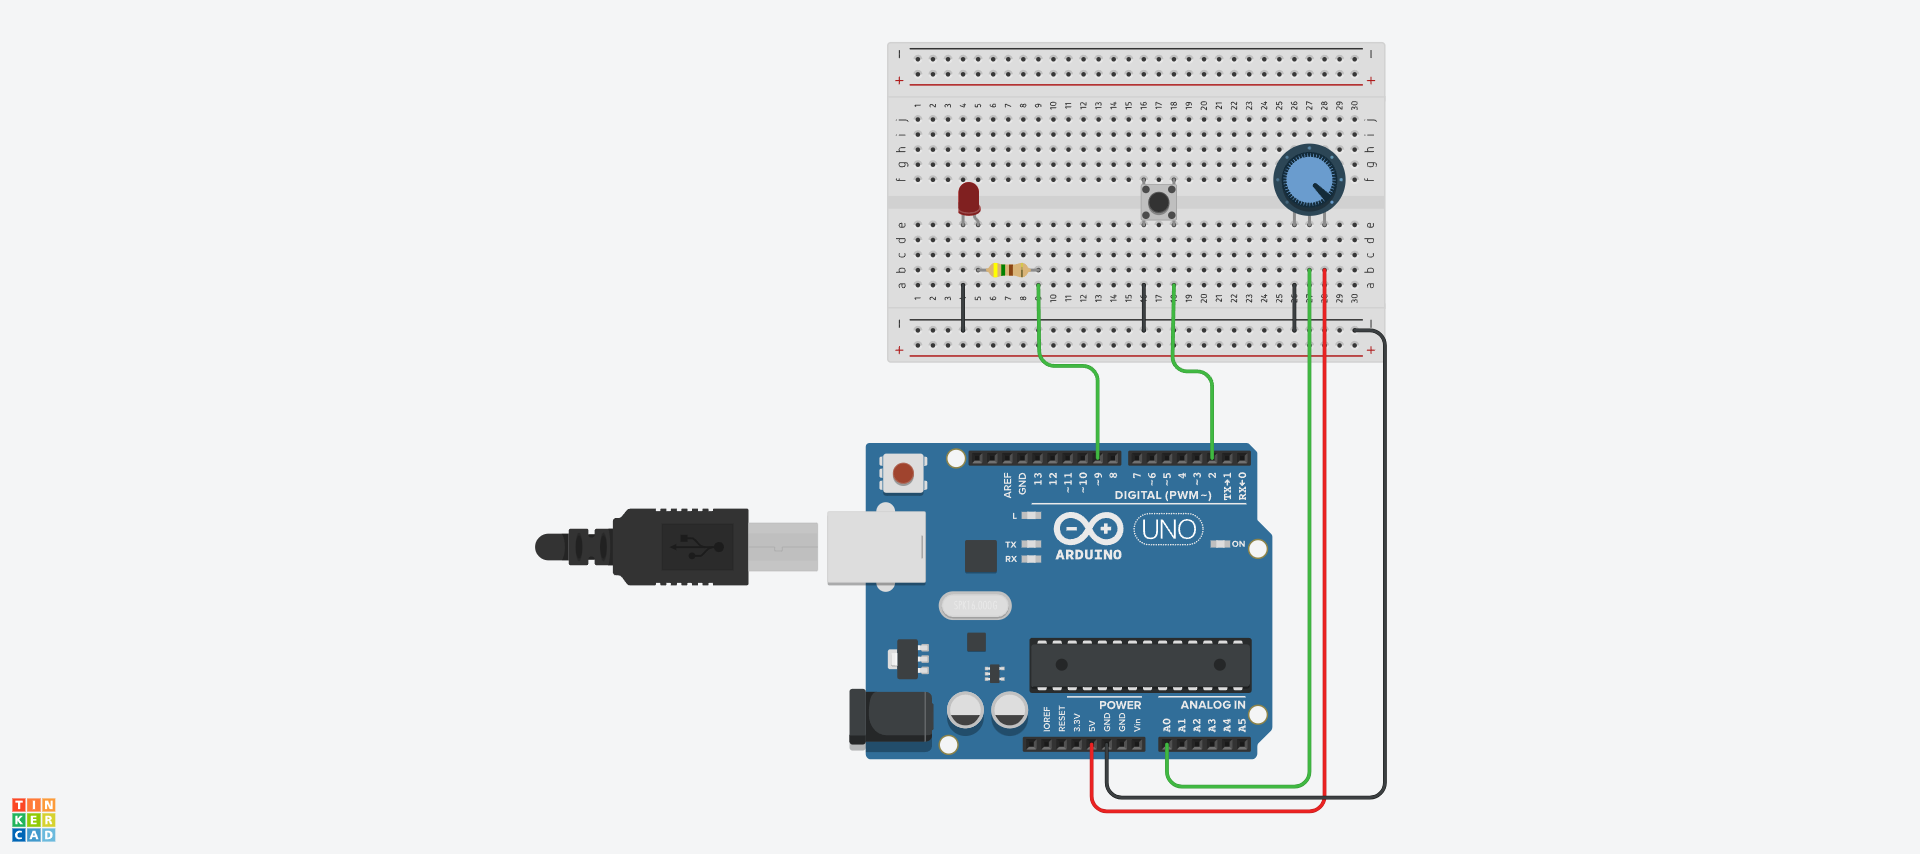 − −
+ +
1 2 3 4 5 6 7 8 9 10 11 12 13 14 15 16 17 18 19 20 21 22 23 24 25 26 27 28 29 30
j j
i i
h h
g g
f f
e e
d d
c c
b b
a a
1 2 3 4 5 6 7 8 9 10 11 12 13 14 15 16 17 18 19 20 21 22 23 24 25 26 27 28 29 30
− −
+ +
AREF GND 13 12 ~11 ~10 ~9 8 7 ~6 ~5 4 ~3 2 TX→1 RX←0
DIGITAL (PWM~)
L
TX
RX
UNO
ARDUINO
ON
POWER ANALOG IN
IOREF RESET 3.3V 5V GND GND Vin A0 A1 A2 A3 A4 A5
TIN
KER
CAD